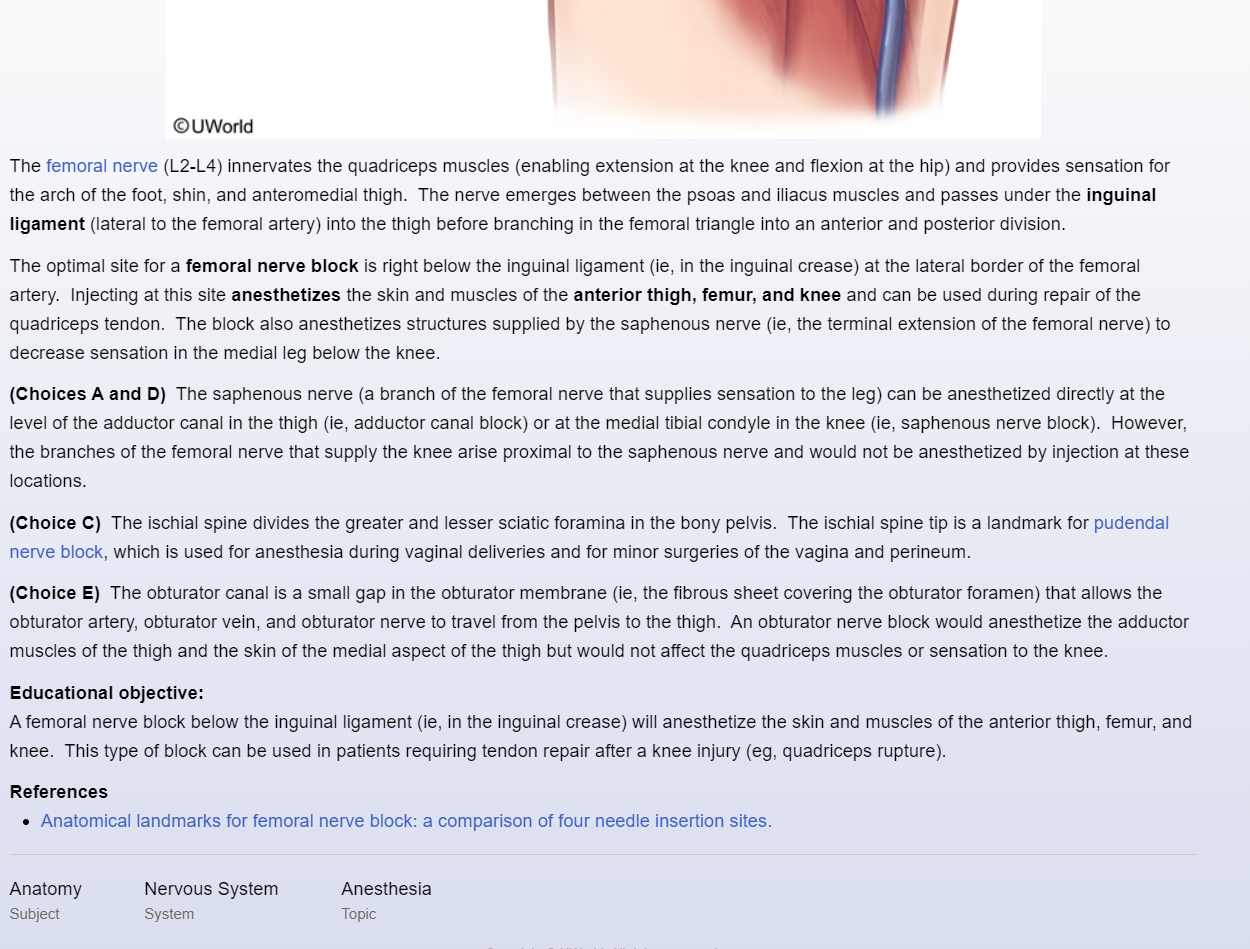 ©UWorld
The femoral nerve (L2-L4) innervates the quadriceps muscles (enabling extension at the knee and flexion at the hip) and provides sensation for
the arch of the foot, shin, and anteromedial thigh.  The nerve emerges between the psoas and iliacus muscles and passes under the inguinal
ligament (lateral to the femoral artery) into the thigh before branching in the femoral triangle into an anterior and posterior division.
The optimal site for a femoral nerve block is right below the inguinal ligament (ie, in the inguinal crease) at the lateral border of the femoral
artery.  Injecting at this site anesthetizes the skin and muscles of the anterior thigh, femur, and knee and can be used during repair of the
quadriceps tendon.  The block also anesthetizes structures supplied by the saphenous nerve (ie, the terminal extension of the femoral nerve) to
decrease sensation in the medial leg below the knee.
(Choices A and D)  The saphenous nerve (a branch of the femoral nerve that supplies sensation to the leg) can be anesthetized directly at the
level of the adductor canal in the thigh (ie, adductor canal block) or at the medial tibial condyle in the knee (ie, saphenous nerve block).  However,
the branches of the femoral nerve that supply the knee arise proximal to the saphenous nerve and would not be anesthetized by injection at these
locations.
(Choice C)  The ischial spine divides the greater and lesser sciatic foramina in the bony pelvis.  The ischial spine tip is a landmark for pudendal
nerve block, which is used for anesthesia during vaginal deliveries and for minor surgeries of the vagina and perineum.
(Choice E)  The obturator canal is a small gap in the obturator membrane (ie, the fibrous sheet covering the obturator foramen) that allows the
obturator artery, obturator vein, and obturator nerve to travel from the pelvis to the thigh.  An obturator nerve block would anesthetize the adductor
muscles of the thigh and the skin of the medial aspect of the thigh but would not affect the quadriceps muscles or sensation to the knee.
Educational objective:
A femoral nerve block below the inguinal ligament (ie, in the inguinal crease) will anesthetize the skin and muscles of the anterior thigh, femur, and
knee.  This type of block can be used in patients requiring tendon repair after a knee injury (eg, quadriceps rupture).
References
• Anatomical landmarks for femoral nerve block: a comparison of four needle insertion sites.
Anatomy Nervous System Anesthesia
Subject System Topic